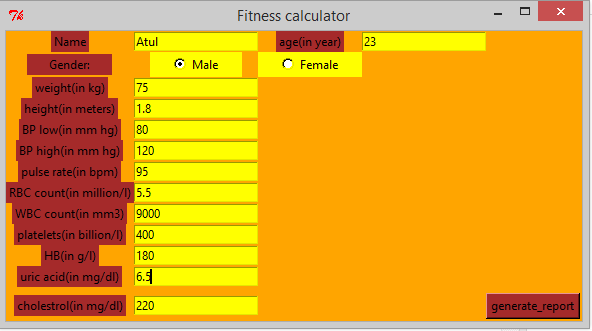 Fitness calculator
Name Atul age(in year) 23
Gender: Male Female
weight(in kg) 75
height(in meters) 1.8
BP low(in mm hg) 80
BP high(in mm hg) 120
pulse rate(in bpm) 95
RBC count(in million/l) 5.5
WBC count(in mm3) 9000
platelets(in billion/l) 400
HB(in g/l) 180
uric acid(in mg/dl) 6.5
cholestrol(in mg/dl) 220 generate_report